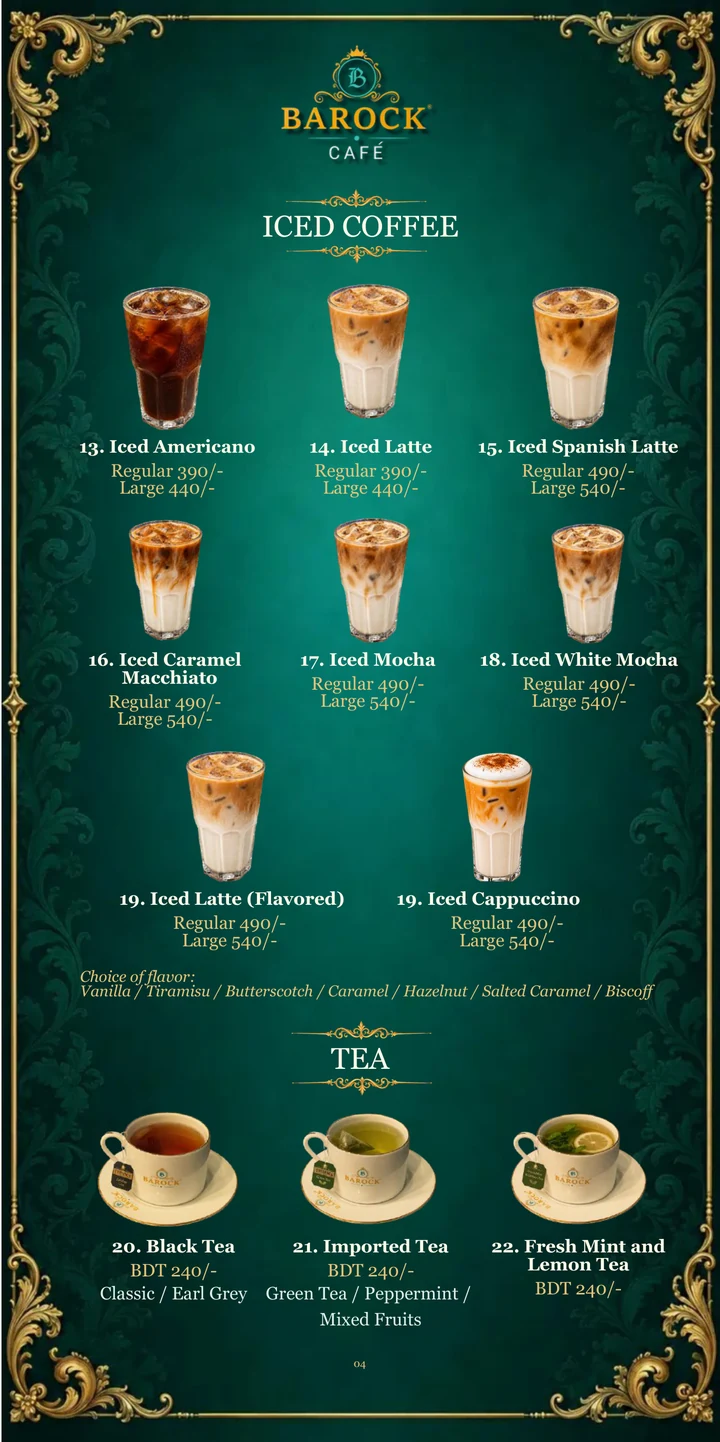 B
BAROCK
CAFÉ
ICED COFFEE
13. Iced Americano
Regular 390/-
Large 440/-
14. Iced Latte
Regular 390/-
Large 440/-
15. Iced Spanish Latte
Regular 490/-
Large 540/-
16. Iced Caramel
Macchiato
Regular 490/-
Large 540/-
17. Iced Mocha
Regular 490/-
Large 540/-
18. Iced White Mocha
Regular 490/-
Large 540/-
19. Iced Latte (Flavored)
Regular 490/-
Large 540/-
19. Iced Cappuccino
Regular 490/-
Large 540/-
Choice of flavor:
Vanilla / Tiramisu / Butterscotch / Caramel / Hazelnut / Salted Caramel / Biscoff
TEA
BAROCK
BAROCK
BAROCK
20. Black Tea
BDT 240/-
Classic / Earl Grey
21. Imported Tea
BDT 240/-
Green Tea / Peppermint /
Mixed Fruits
22. Fresh Mint and
Lemon Tea
BDT 240/-
04